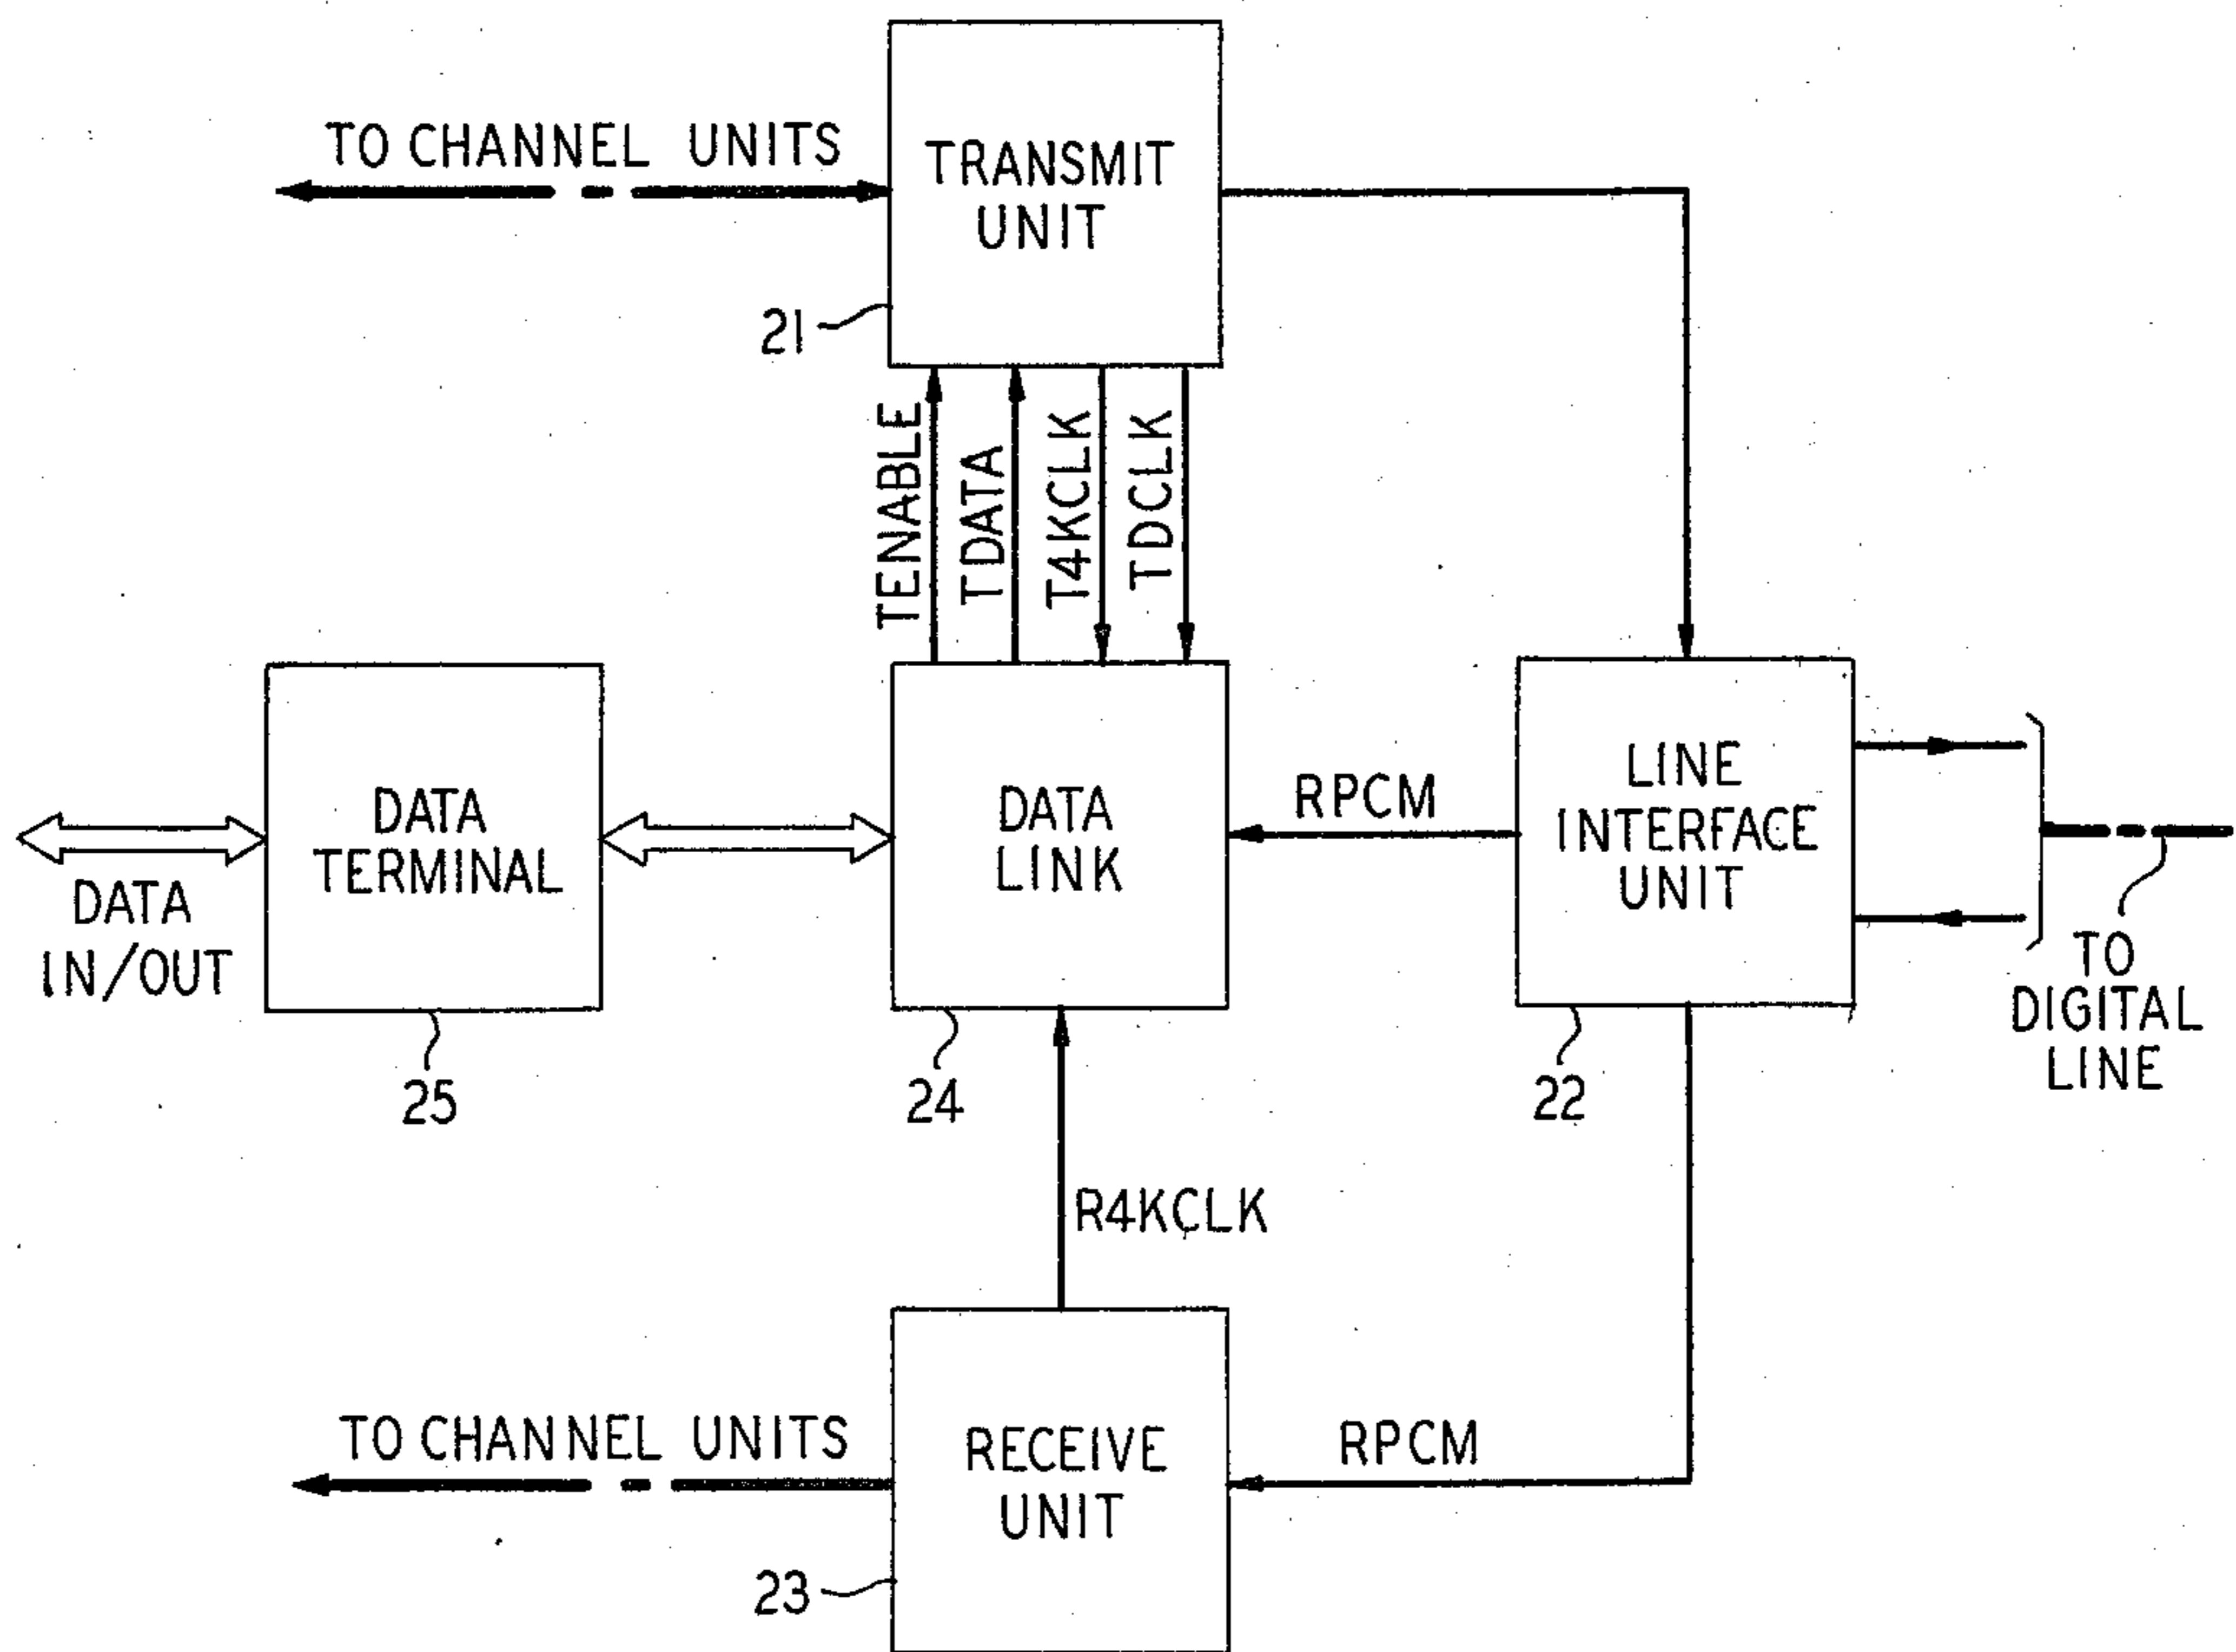 TO CHANNEL UNITS
TRANSMIT
UNIT
21
TENABLE
TDATA
T4KCLK
TDCLK
DATA
TERMINAL
25
DATA
IN/OUT
DATA
LINK
24
RPCM
LINE
INTERFACE
UNIT
22
TO
DIGITAL
LINE
R4KCLK
TO CHANNEL UNITS
RECEIVE
UNIT
23
RPCM